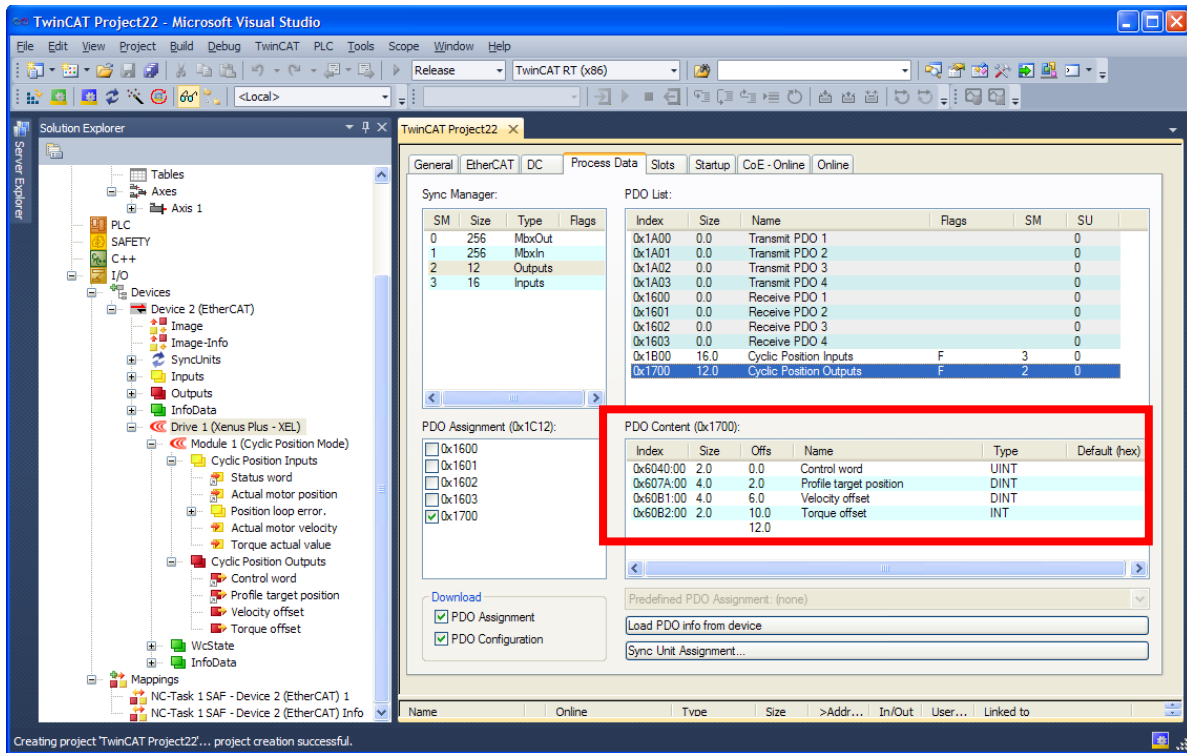 TwinCAT Project22 - Microsoft Visual Studio
File Edit View Project Build Debug TwinCAT PLC Tools Scope Window Help
Release TwinCAT RT (x86)
<Local>
Server Explorer
Solution Explorer
Tables
Axes
Axis 1
PLC
SAFETY
C++
I/O
Devices
Device 2 (EtherCAT)
Image
Image-Info
SyncUnits
Inputs
Outputs
InfoData
Drive 1 (Xenus Plus - XEL)
Module 1 (Cyclic Position Mode)
Cyclic Position Inputs
Status word
Actual motor position
Position loop error.
Actual motor velocity
Torque actual value
Cyclic Position Outputs
Control word
Profile target position
Velocity offset
Torque offset
WcState
InfoData
Mappings
NC-Task 1 SAF - Device 2 (EtherCAT) 1
NC-Task 1 SAF - Device 2 (EtherCAT) Info
TwinCAT Project22
General EtherCAT DC Process Data Slots Startup CoE - Online Online
Sync Manager:
SM Size Type Flags
0 256 MbxOut
1 256 MbxIn
2 12 Outputs
3 16 Inputs
PDO List:
Index Size Name Flags SM SU
0x1A00 0.0 Transmit PDO 1 0
0x1A01 0.0 Transmit PDO 2 0
0x1A02 0.0 Transmit PDO 3 0
0x1A03 0.0 Transmit PDO 4 0
0x1600 0.0 Receive PDO 1 0
0x1601 0.0 Receive PDO 2 0
0x1602 0.0 Receive PDO 3 0
0x1603 0.0 Receive PDO 4 0
0x1B00 16.0 Cyclic Position Inputs F 3 0
0x1700 12.0 Cyclic Position Outputs F 2 0
PDO Assignment (0x1C12):
0x1600
0x1601
0x1602
0x1603
0x1700
PDO Content (0x1700):
Index Size Offs Name Type Default (hex)
0x6040:00 2.0 0.0 Control word UINT
0x607A:00 4.0 2.0 Profile target position DINT
0x60B1:00 4.0 6.0 Velocity offset DINT
0x60B2:00 2.0 10.0 Torque offset INT
12.0
Download
PDO Assignment
PDO Configuration
Predefined PDO Assignment: (none)
Load PDO info from device
Sync Unit Assignment...
Name Online Type Size >Addr... In/Out User... Linked to
Creating project 'TwinCAT Project22'... project creation successful.